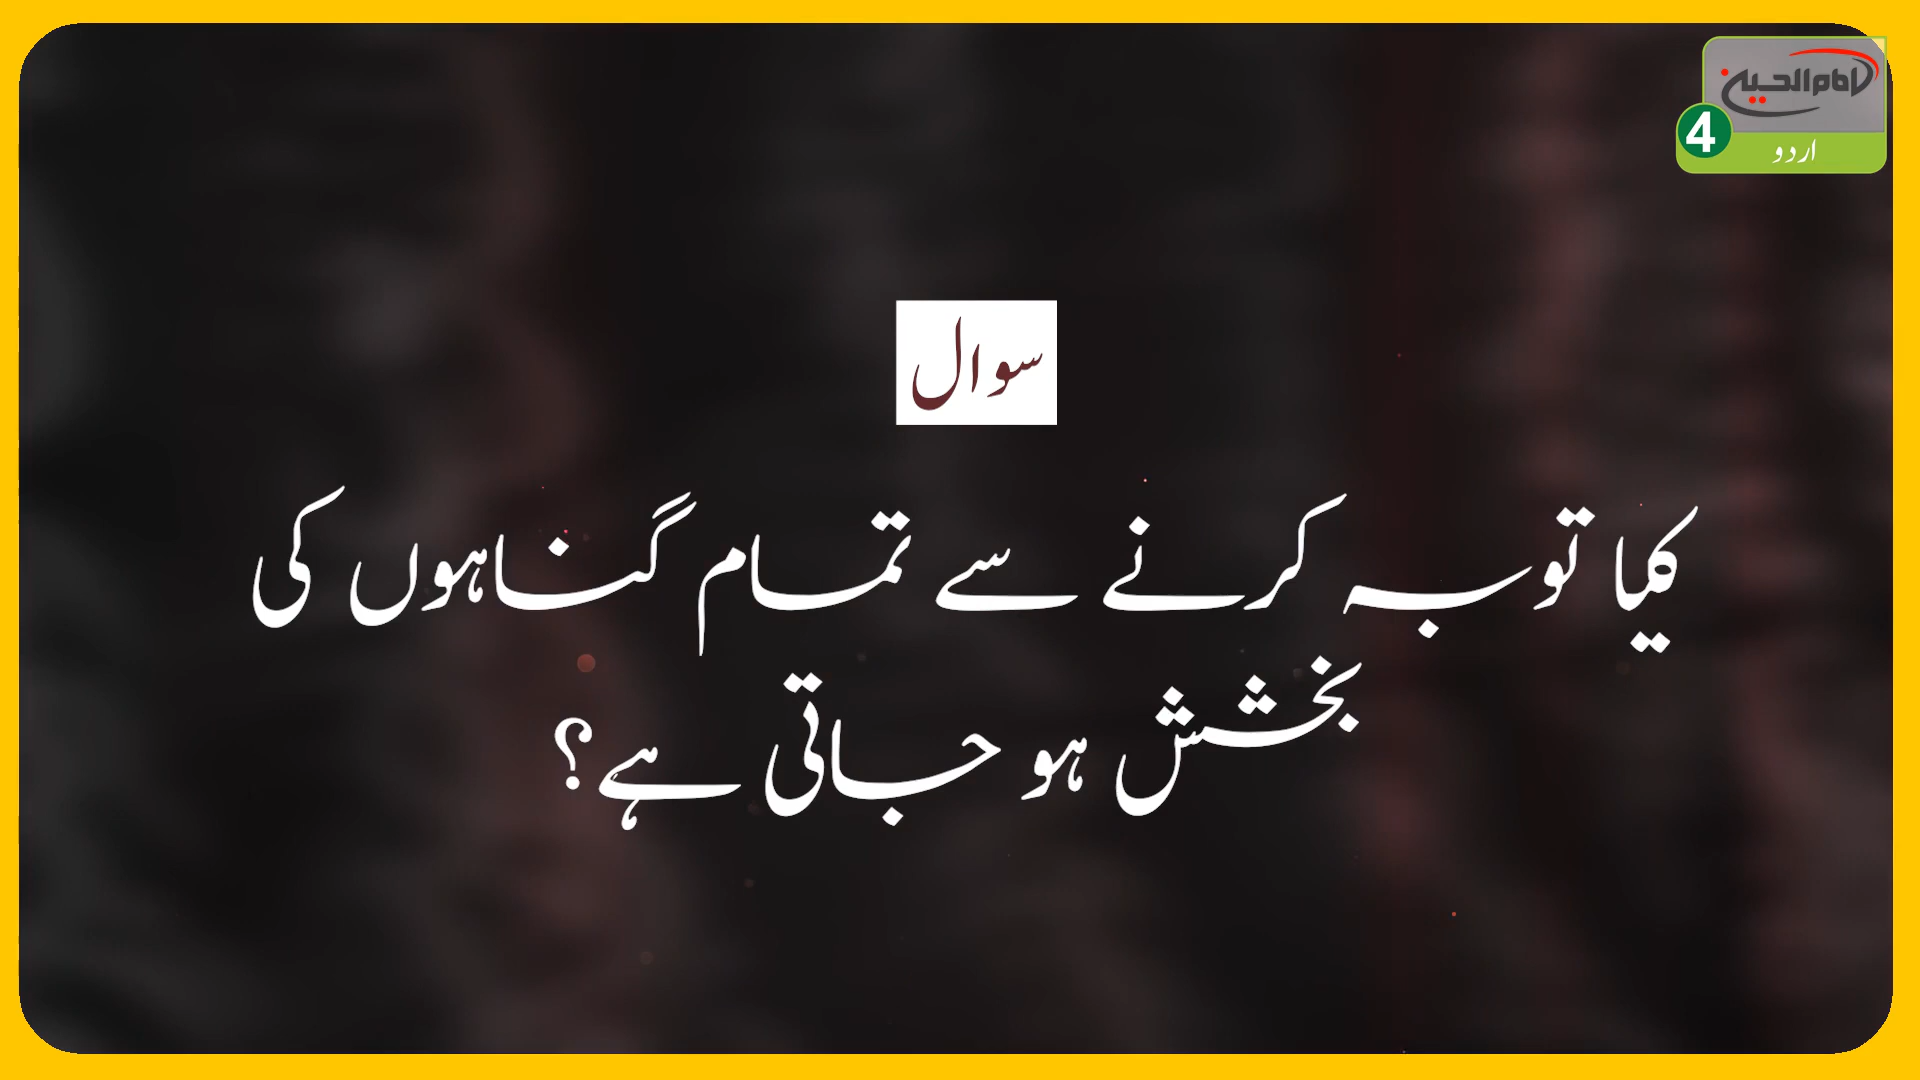 امام الحسین
4
اردو
سوال
کیا توبہ کرنے سے تمام گناہوں کی
بخشش ہو جاتی ہے؟